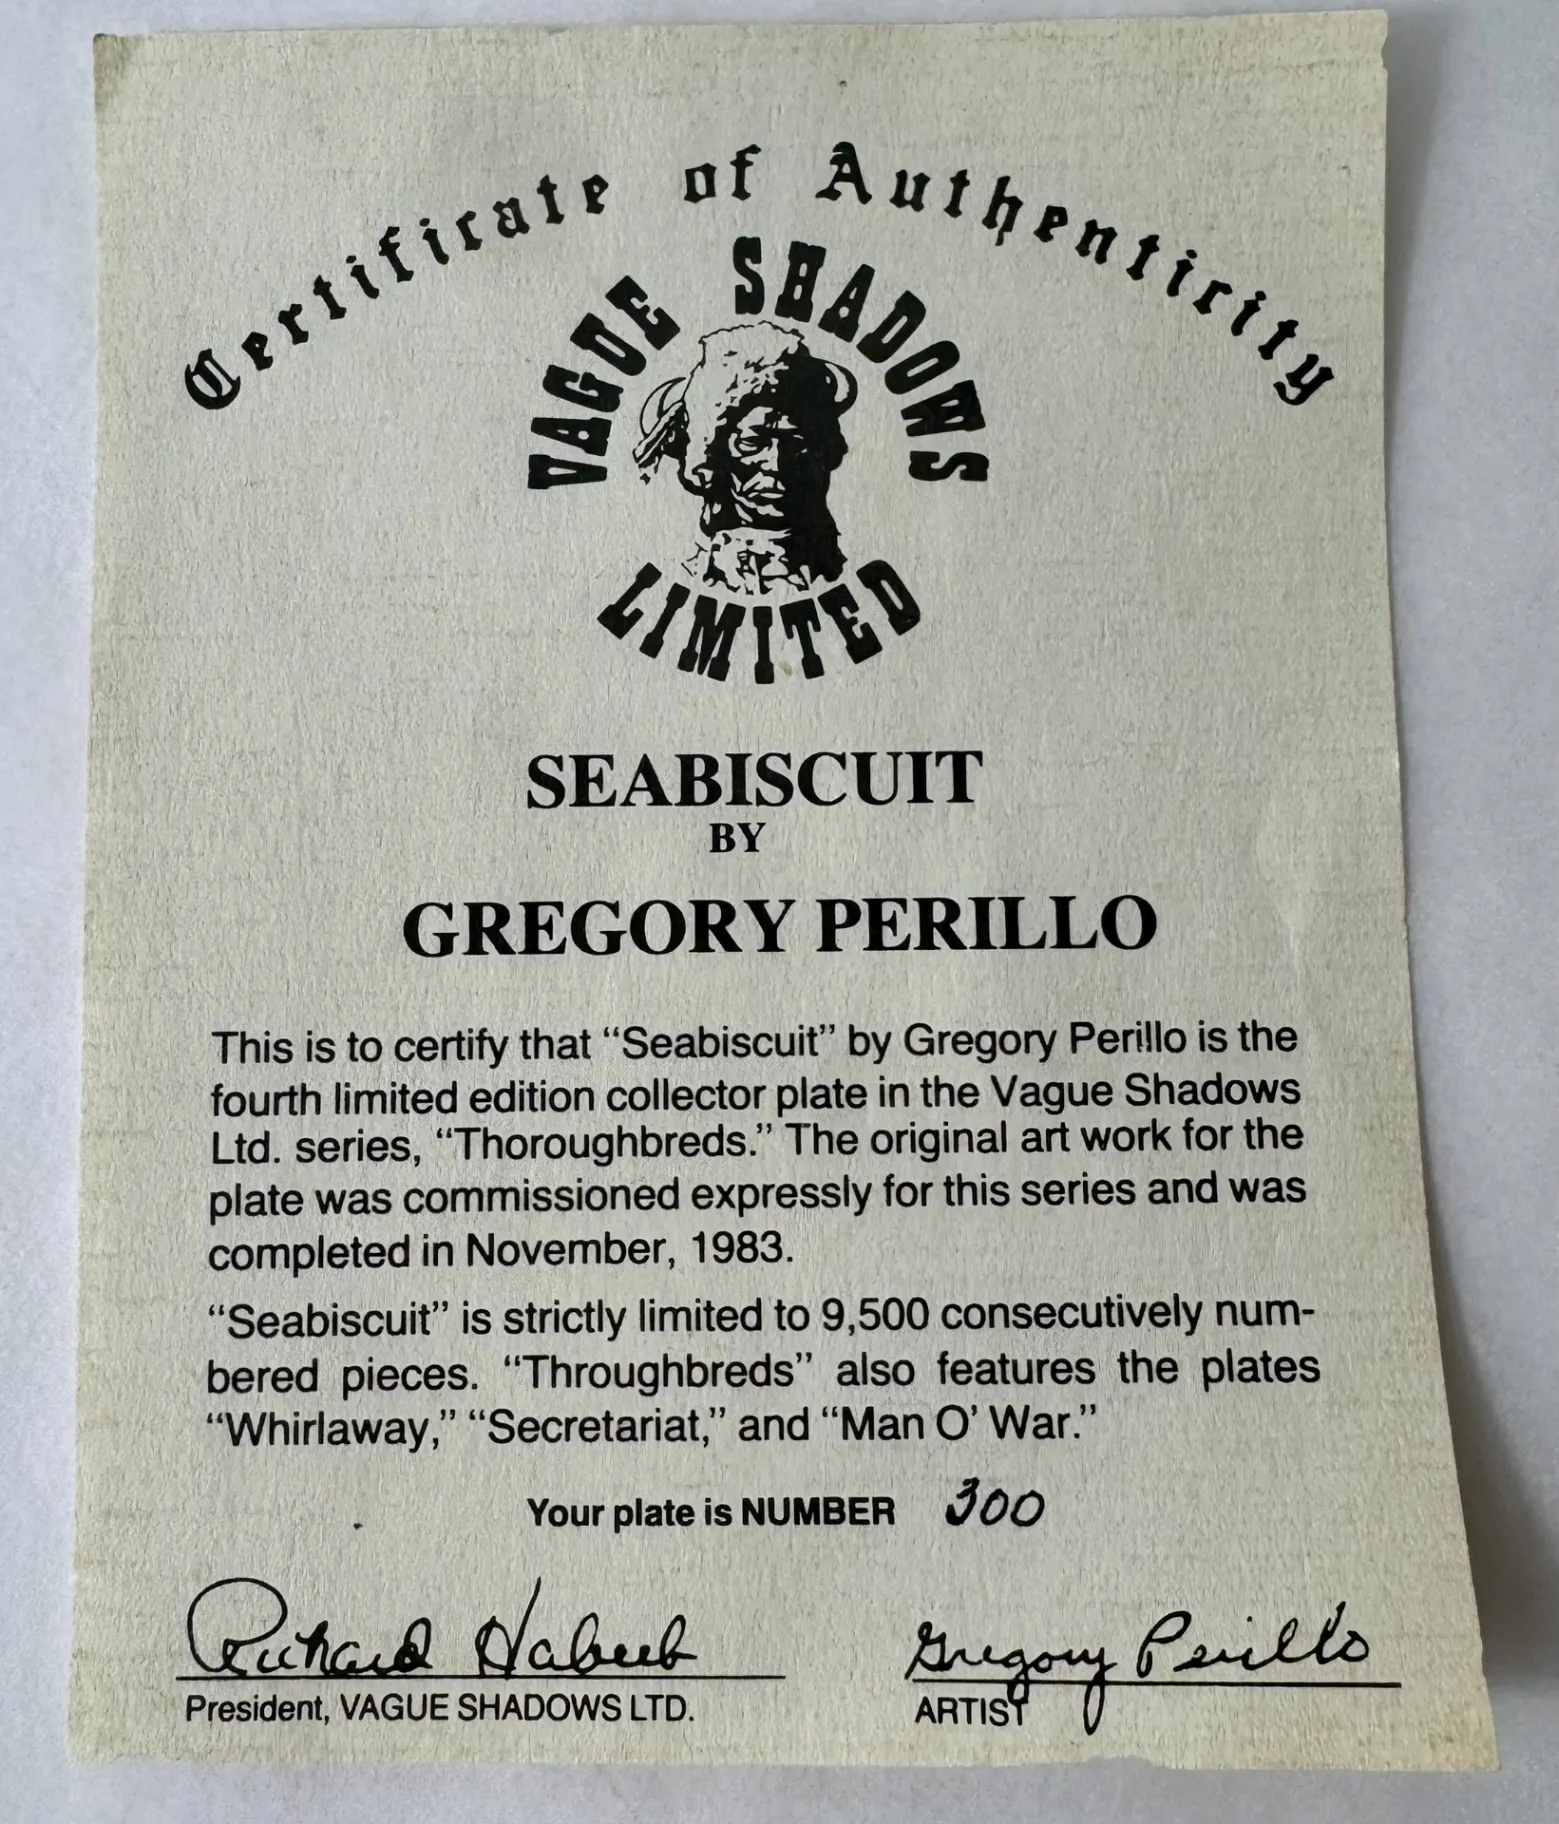 Certificate of Authenticity
VAGUE SHADOWS
LIMITED
SEABISCUIT
BY
GREGORY PERILLO
This is to certify that “Seabiscuit” by Gregory Perillo is the
fourth limited edition collector plate in the Vague Shadows
Ltd. series, “Thoroughbreds.” The original art work for the
plate was commissioned expressly for this series and was
completed in November, 1983.
“Seabiscuit” is strictly limited to 9,500 consecutively num-
bered pieces. “Throughbreds” also features the plates
“Whirlaway,” “Secretariat,” and “Man O’ War.”
Your plate is NUMBER 300
Richard Habeeb Gregory Perillo
President, VAGUE SHADOWS LTD. ARTIST